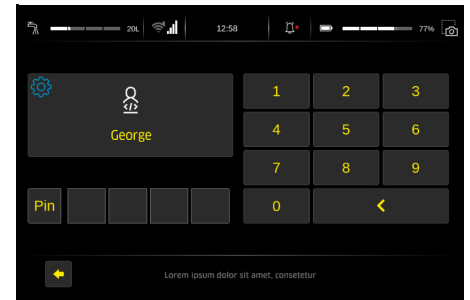 20L 12:58 77%
</>
George
1 2 3
4 5 6
7 8 9
Pin 0
Lorem ipsum dolor sit amet, consetetur